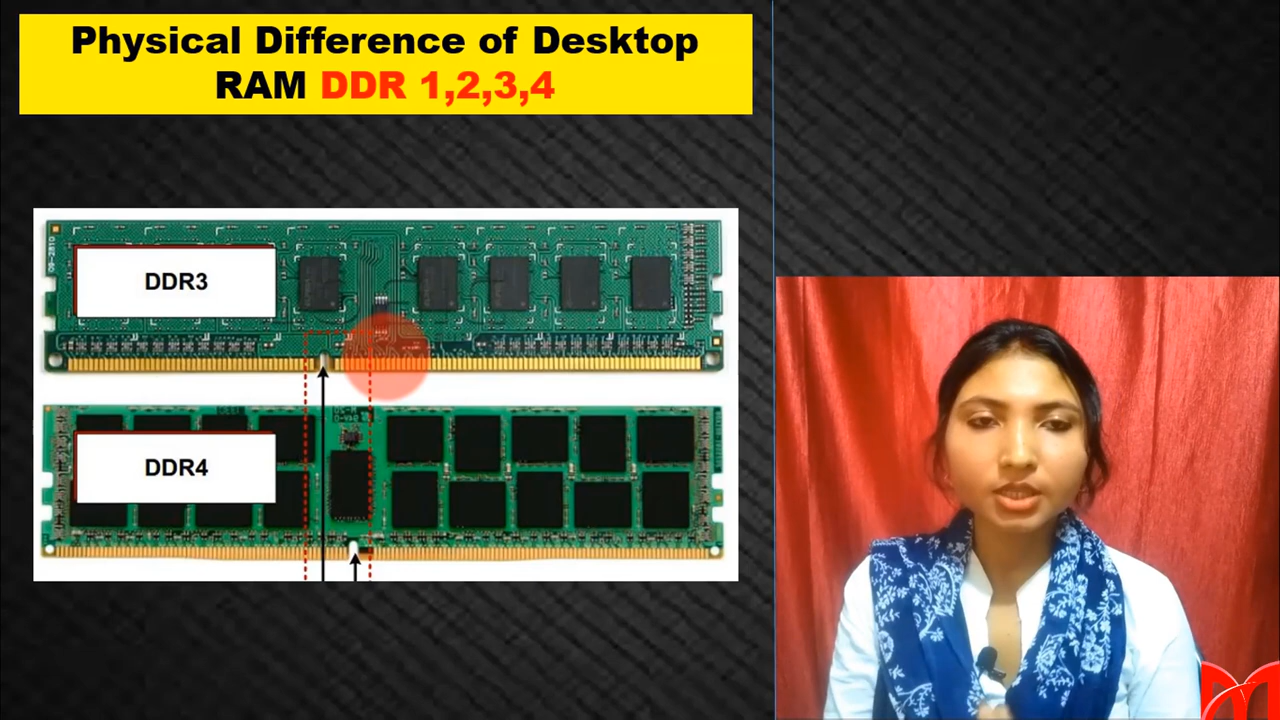 Physical Difference of Desktop
RAM DDR 1,2,3,4
DDR3
DDR4